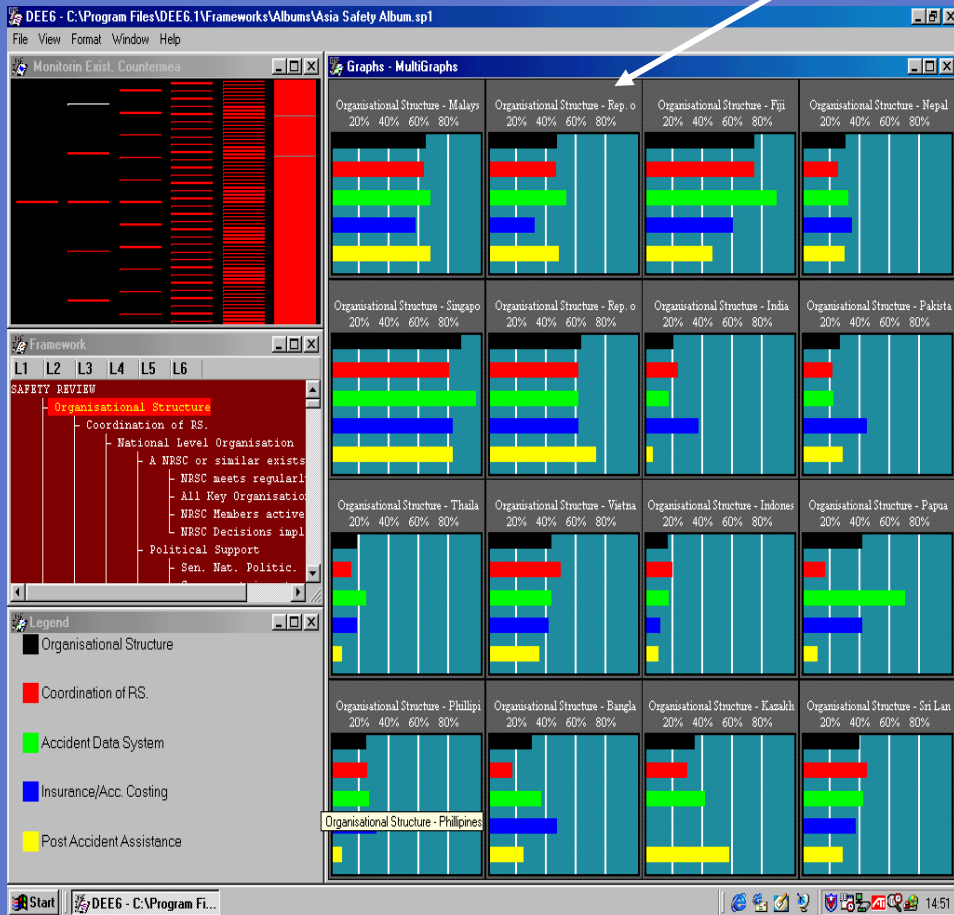 DEE6 - C:\Program Files\DEE6.1\Frameworks\Albums\Asia Safety Album.sp1
File View Format Window Help
Monitorin Exist. Countermea
Graphs - MultiGraphs
Organisational Structure - Malays
20% 40% 60% 80%
Organisational Structure - Rep. o
20% 40% 60% 80%
Organisational Structure - Fiji
20% 40% 60% 80%
Organisational Structure - Nepal
20% 40% 60% 80%
Organisational Structure - Singapo
20% 40% 60% 80%
Organisational Structure - Rep. o
20% 40% 60% 80%
Organisational Structure - India
20% 40% 60% 80%
Organisational Structure - Pakista
20% 40% 60% 80%
Organisational Structure - Thaila
20% 40% 60% 80%
Organisational Structure - Vietna
20% 40% 60% 80%
Organisational Structure - Indones
20% 40% 60% 80%
Organisational Structure - Papua
20% 40% 60% 80%
Organisational Structure - Phillipi
20% 40% 60% 80%
Organisational Structure - Bangla
20% 40% 60% 80%
Organisational Structure - Kazakh
20% 40% 60% 80%
Organisational Structure - Sri Lan
20% 40% 60% 80%
Organisational Structure - Phillipines
Framework
L1 L2 L3 L4 L5 L6
SAFETY REVIEW
Organisational Structure
Coordination of RS.
National Level Organisation
A NRSC or similar exists
NRSC meets regularl
All Key Organisatio
NRSC Members active
NRSC Decisions impl
Political Support
Sen. Nat. Politic.
Legend
Organisational Structure
Coordination of RS.
Accident Data System
Insurance/Acc. Costing
Post Accident Assistance
Start
DEE6 - C:\Program Fi...
14:51